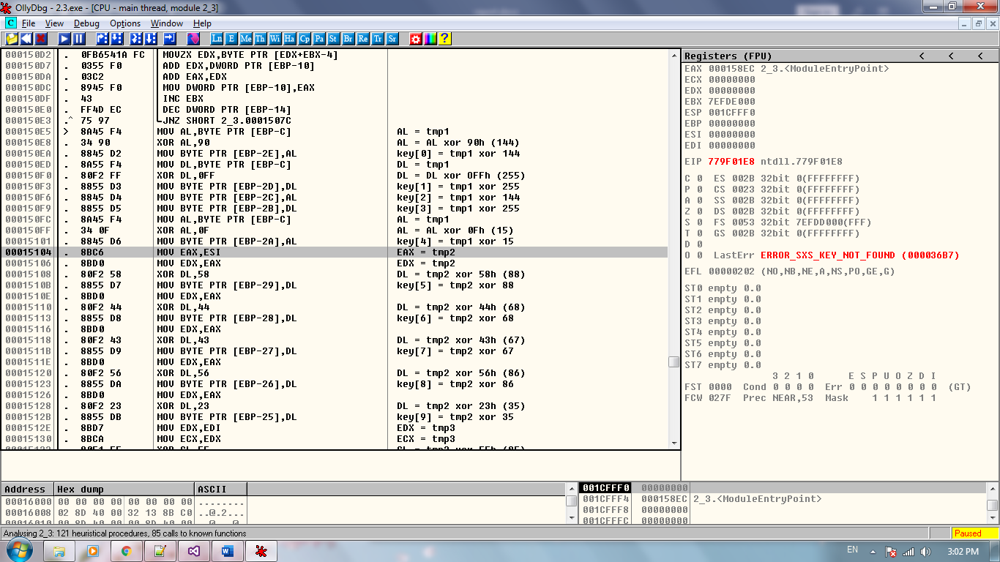 OllyDbg - 2.3.exe - [CPU - main thread, module 2_3]
C File View Debug Options Window Help
Ln E Me Th Wi Ha Cp Pa St Br Re Tr Sr ?
000150D2 . 0FB6541A FC MOVZX EDX,BYTE PTR [EDX+EBX-4]
000150D7 . 0355 F0 ADD EDX,DWORD PTR [EBP-10]
000150DA . 03C2 ADD EAX,EDX
000150DC . 8945 F0 MOV DWORD PTR [EBP-10],EAX
000150DF . 43 INC EBX
000150E0 . FF4D EC DEC DWORD PTR [EBP-14]
000150E3 .^ 75 97 JNZ SHORT 2_3.0001507C
000150E5 > 8A45 F4 MOV AL,BYTE PTR [EBP-C] AL = tmp1
000150E8 . 34 90 XOR AL,90 AL = AL xor 90h (144)
000150EA . 8845 D2 MOV BYTE PTR [EBP-2E],AL key[0] = tmp1 xor 144
000150ED . 8A55 F4 MOV DL,BYTE PTR [EBP-C] DL = tmp1
000150F0 . 80F2 FF XOR DL,0FF DL = DL xor 0FFh (255)
000150F3 . 8855 D3 MOV BYTE PTR [EBP-2D],DL key[1] = tmp1 xor 255
000150F6 . 8845 D4 MOV BYTE PTR [EBP-2C],AL key[2] = tmp1 xor 144
000150F9 . 8855 D5 MOV BYTE PTR [EBP-2B],DL key[3] = tmp1 xor 255
000150FC . 8A45 F4 MOV AL,BYTE PTR [EBP-C] AL = tmp1
000150FF . 34 0F XOR AL,0F AL = AL xor 0Fh (15)
00015101 . 8845 D6 MOV BYTE PTR [EBP-2A],AL key[4] = tmp1 xor 15
00015104 . 8BC6 MOV EAX,ESI EAX = tmp2
00015106 . 8BD0 MOV EDX,EAX EDX = tmp2
00015108 . 80F2 58 XOR DL,58 DL = tmp2 xor 58h (88)
0001510B . 8855 D7 MOV BYTE PTR [EBP-29],DL key[5] = tmp2 xor 88
0001510E . 8BD0 MOV EDX,EAX
00015110 . 80F2 44 XOR DL,44 DL = tmp2 xor 44h (68)
00015113 . 8855 D8 MOV BYTE PTR [EBP-28],DL key[6] = tmp2 xor 68
00015116 . 8BD0 MOV EDX,EAX
00015118 . 80F2 43 XOR DL,43 DL = tmp2 xor 43h (67)
0001511B . 8855 D9 MOV BYTE PTR [EBP-27],DL key[7] = tmp2 xor 67
0001511E . 8BD0 MOV EDX,EAX
00015120 . 80F2 56 XOR DL,56 DL = tmp2 xor 56h (86)
00015123 . 8855 DA MOV BYTE PTR [EBP-26],DL key[8] = tmp2 xor 86
00015126 . 8BD0 MOV EDX,EAX
00015128 . 80F2 23 XOR DL,23 DL = tmp2 xor 23h (35)
0001512B . 8855 DB MOV BYTE PTR [EBP-25],DL key[9] = tmp2 xor 35
0001512E . 8BD7 MOV EDX,EDI EDX = tmp3
00015130 . 8BCA MOV ECX,EDX ECX = tmp3
Registers (FPU) < < <
EAX 000158EC 2_3.<ModuleEntryPoint>
ECX 00000000
EDX 00000000
EBX 7EFDE000
ESP 001CFFF0
EBP 00000000
ESI 00000000
EDI 00000000
EIP 779F01E8 ntdll.779F01E8
C 0 ES 002B 32bit 0(FFFFFFFF)
P 0 CS 0023 32bit 0(FFFFFFFF)
A 0 SS 002B 32bit 0(FFFFFFFF)
Z 0 DS 002B 32bit 0(FFFFFFFF)
S 0 FS 0053 32bit 7EFDD000(FFF)
T 0 GS 002B 32bit 0(FFFFFFFF)
D 0
O 0 LastErr ERROR_SXS_KEY_NOT_FOUND (000036B7)
EFL 00000202 (NO,NB,NE,A,NS,PO,GE,G)
ST0 empty 0.0
ST1 empty 0.0
ST2 empty 0.0
ST3 empty 0.0
ST4 empty 0.0
ST5 empty 0.0
ST6 empty 0.0
ST7 empty 0.0
3 2 1 0 E S P U O Z D I
FST 0000 Cond 0 0 0 0 Err 0 0 0 0 0 0 0 0 (GT)
FCW 027F Prec NEAR,53 Mask 1 1 1 1 1 1
Address Hex dump ASCII
00016000 00 00 00 00 00 00 00 00 ........
00016008 02 8D 40 00 32 13 8B C0 ..@.2...
001CFFF0 00000000
001CFFF4 000158EC 2_3.<ModuleEntryPoint>
001CFFF8 00000000
001CFFFC 00000000
Analysing 2_3: 121 heuristical procedures, 85 calls to known functions
Paused
EN 3:02 PM